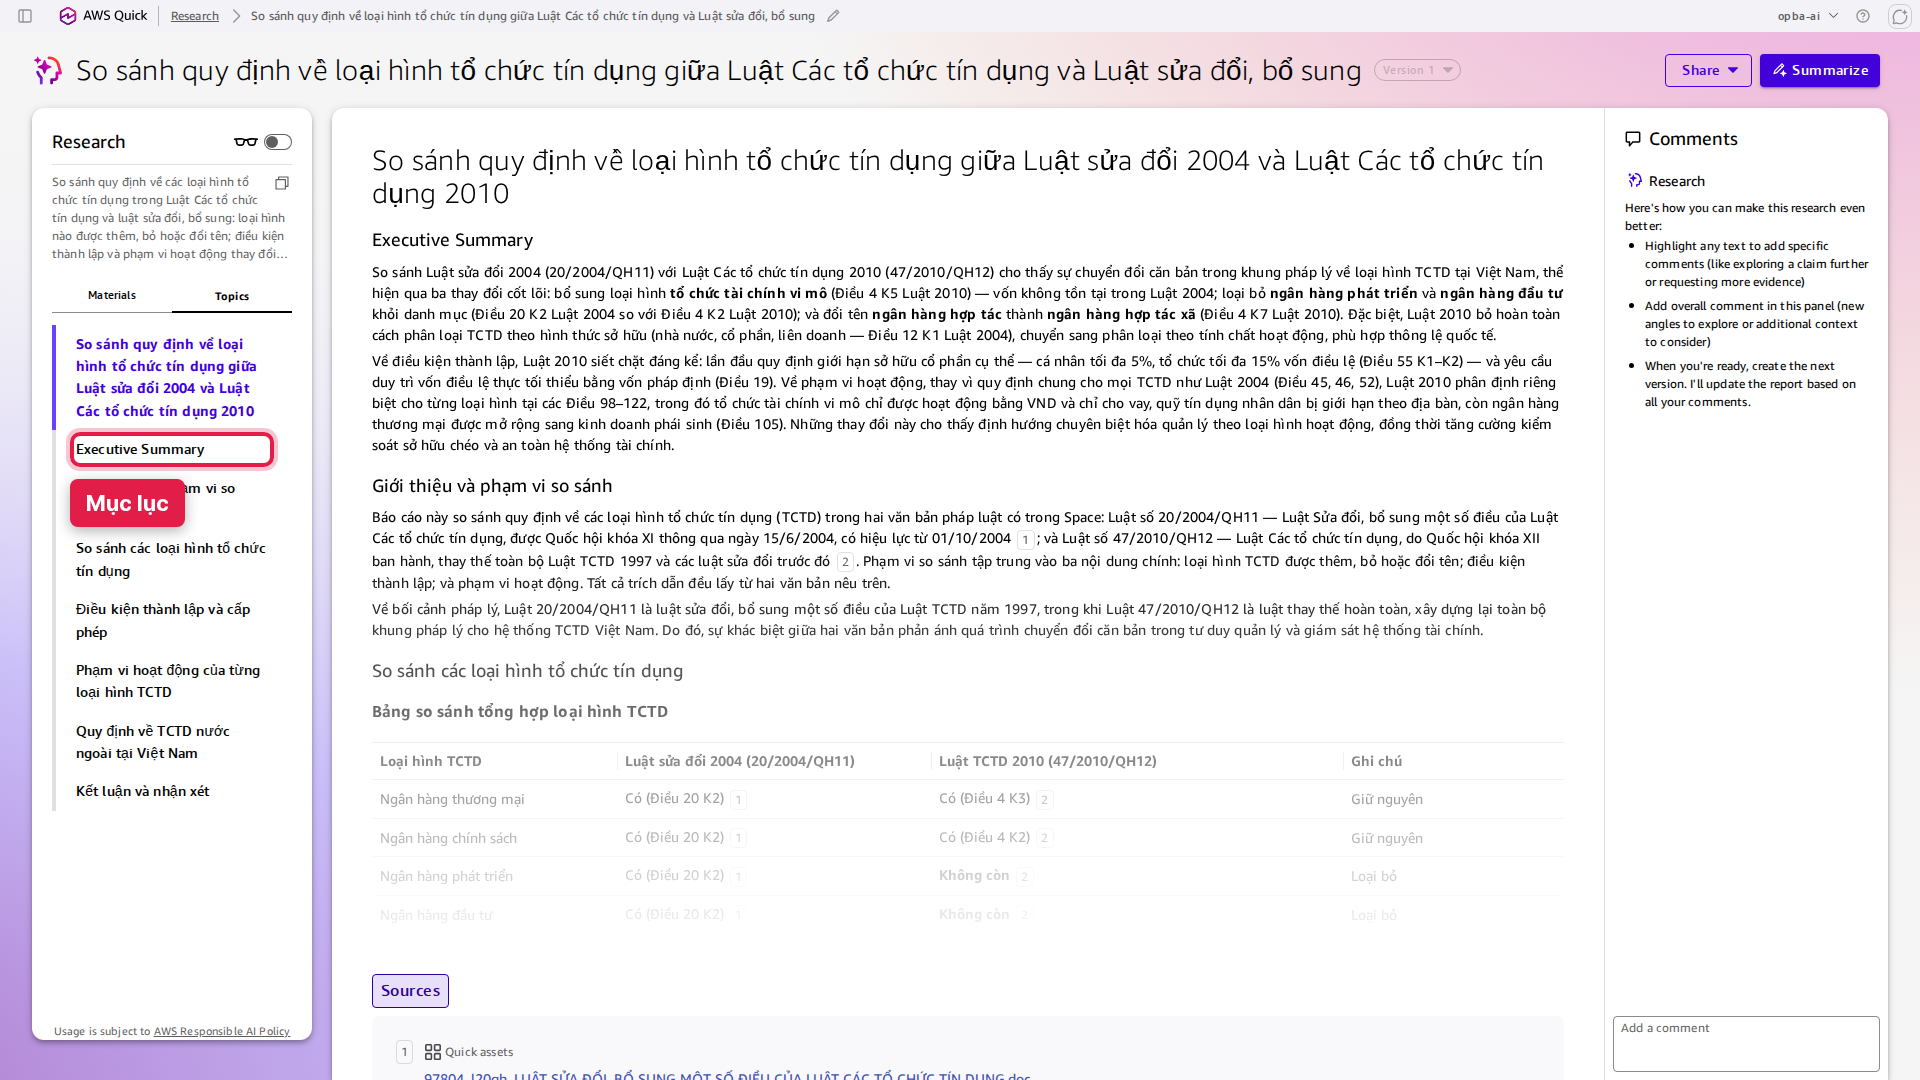 AWS Quick
Research
So sánh quy định về loại hình tổ chức tín dụng giữa Luật Các tổ chức tín dụng và Luật sửa đổi, bổ sung
opba-ai
So sánh quy định về loại hình tổ chức tín dụng giữa Luật Các tổ chức tín dụng và Luật sửa đổi, bổ sung
Version 1
Share
Summarize
Research
So sánh quy định về các loại hình tổ
chức tín dụng trong Luật Các tổ chức
tín dụng và luật sửa đổi, bổ sung: loại hình
nào được thêm, bỏ hoặc đổi tên; điều kiện
thành lập và phạm vi hoạt động thay đổi...
Materials
Topics
So sánh quy định về loại
hình tổ chức tín dụng giữa
Luật sửa đổi 2004 và Luật
Các tổ chức tín dụng 2010
Executive Summary
vi so
Mục lục
So sánh các loại hình tổ chức
tín dụng
Điều kiện thành lập và cấp
phép
Phạm vi hoạt động của từng
loại hình TCTD
Quy định về TCTD nước
ngoài tại Việt Nam
Kết luận và nhận xét
Usage is subject to AWS Responsible AI Policy
So sánh quy định về loại hình tổ chức tín dụng giữa Luật sửa đổi 2004 và Luật Các tổ chức tín
dụng 2010
Executive Summary
So sánh Luật sửa đổi 2004 (20/2004/QH11) với Luật Các tổ chức tín dụng 2010 (47/2010/QH12) cho thấy sự chuyển đổi căn bản trong khung pháp lý về loại hình TCTD tại Việt Nam, thể
hiện qua ba thay đổi cốt lõi: bổ sung loại hình tổ chức tài chính vi mô (Điều 4 K5 Luật 2010) — vốn không tồn tại trong Luật 2004; loại bỏ ngân hàng phát triển và ngân hàng đầu tư
khỏi danh mục (Điều 20 K2 Luật 2004 so với Điều 4 K2 Luật 2010); và đổi tên ngân hàng hợp tác thành ngân hàng hợp tác xã (Điều 4 K7 Luật 2010). Đặc biệt, Luật 2010 bỏ hoàn toàn
cách phân loại TCTD theo hình thức sở hữu (nhà nước, cổ phần, liên doanh — Điều 12 K1 Luật 2004), chuyển sang phân loại theo tính chất hoạt động, phù hợp thông lệ quốc tế.
Về điều kiện thành lập, Luật 2010 siết chặt đáng kể: lần đầu quy định giới hạn sở hữu cổ phần cụ thể — cá nhân tối đa 5%, tổ chức tối đa 15% vốn điều lệ (Điều 55 K1–K2) — và yêu cầu
duy trì vốn điều lệ thực tối thiểu bằng vốn pháp định (Điều 19). Về phạm vi hoạt động, thay vì quy định chung cho mọi TCTD như Luật 2004 (Điều 45, 46, 52), Luật 2010 phân định riêng
biệt cho từng loại hình tại các Điều 98–122, trong đó tổ chức tài chính vi mô chỉ được hoạt động bằng VND và chỉ cho vay, quỹ tín dụng nhân dân bị giới hạn theo địa bàn, còn ngân hàng
thương mại được mở rộng sang kinh doanh phái sinh (Điều 105). Những thay đổi này cho thấy định hướng chuyên biệt hóa quản lý theo loại hình hoạt động, đồng thời tăng cường kiểm
soát sở hữu chéo và an toàn hệ thống tài chính.
Giới thiệu và phạm vi so sánh
Báo cáo này so sánh quy định về các loại hình tổ chức tín dụng (TCTD) trong hai văn bản pháp luật có trong Space: Luật số 20/2004/QH11 — Luật Sửa đổi, bổ sung một số điều của Luật
Các tổ chức tín dụng, được Quốc hội khóa XI thông qua ngày 15/6/2004, có hiệu lực từ 01/10/2004 1 ; và Luật số 47/2010/QH12 — Luật Các tổ chức tín dụng, do Quốc hội khóa XII
ban hành, thay thế toàn bộ Luật TCTD 1997 và các luật sửa đổi trước đó 2 . Phạm vi so sánh tập trung vào ba nội dung chính: loại hình TCTD được thêm, bỏ hoặc đổi tên; điều kiện
thành lập; và phạm vi hoạt động. Tất cả trích dẫn đều lấy từ hai văn bản nêu trên.
Về bối cảnh pháp lý, Luật 20/2004/QH11 là luật sửa đổi, bổ sung một số điều của Luật TCTD năm 1997, trong khi Luật 47/2010/QH12 là luật thay thế hoàn toàn, xây dựng lại toàn bộ
khung pháp lý cho hệ thống TCTD Việt Nam. Do đó, sự khác biệt giữa hai văn bản phản ánh quá trình chuyển đổi căn bản trong tư duy quản lý và giám sát hệ thống tài chính.
So sánh các loại hình tổ chức tín dụng
Bảng so sánh tổng hợp loại hình TCTD
Loại hình TCTD Luật sửa đổi 2004 (20/2004/QH11) Luật TCTD 2010 (47/2010/QH12) Ghi chú
Ngân hàng thương mại Có (Điều 20 K2) 1 Có (Điều 4 K3) 2 Giữ nguyên
Ngân hàng chính sách Có (Điều 20 K2) 1 Có (Điều 4 K2) 2 Giữ nguyên
Ngân hàng phát triển Có (Điều 20 K2) 1 Không còn 2 Loại bỏ
Ngân hàng đầu tư Có (Điều 20 K2) 1 Không còn 2 Loại bỏ
Sources
1 Quick assets
97804_l20qh_LUẬT SỬA ĐỔI, BỔ SUNG MỘT SỐ ĐIỀU CỦA LUẬT CÁC TỔ CHỨC TÍN DỤNG.doc
Comments
Research
Here's how you can make this research even
better:
Highlight any text to add specific
comments (like exploring a claim further
or requesting more evidence)
Add overall comment in this panel (new
angles to explore or additional context
to consider)
When you're ready, create the next
version. I'll update the report based on
all your comments.
Add a comment